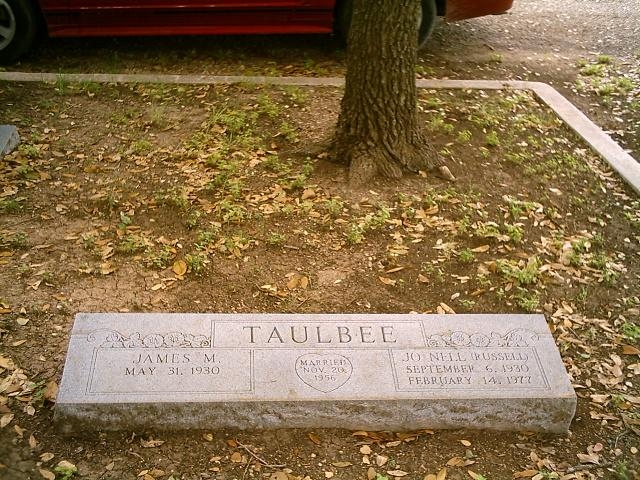 TAULBEE
JAMES M.
MAY 31, 1930
MARRIED
NOV. 20,
1956
JO NELL (RUSSELL)
SEPTEMBER 6, 1930
FEBRUARY 14, 1977